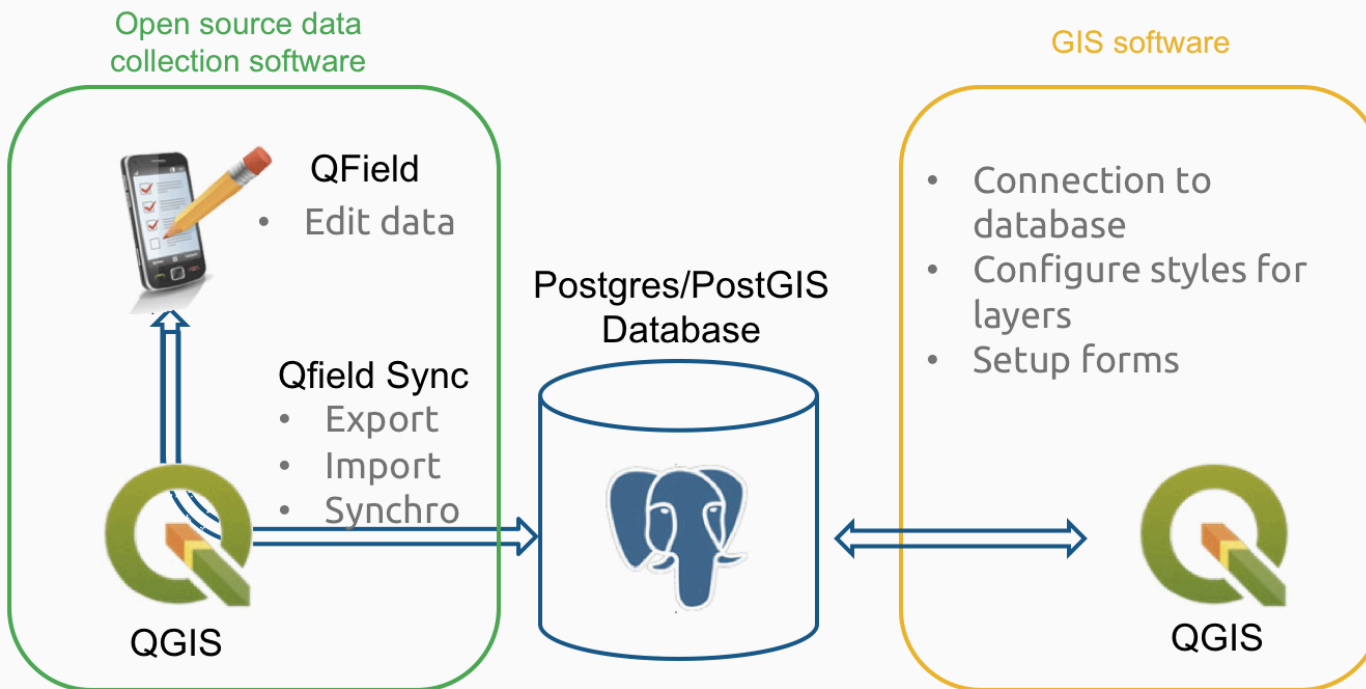 Open source data
collection software
QField
• Edit data
Qfield Sync
• Export
• Import
• Synchro
QGIS
Postgres/PostGIS
Database
GIS software
• Connection to
database
• Configure styles for
layers
• Setup forms
QGIS